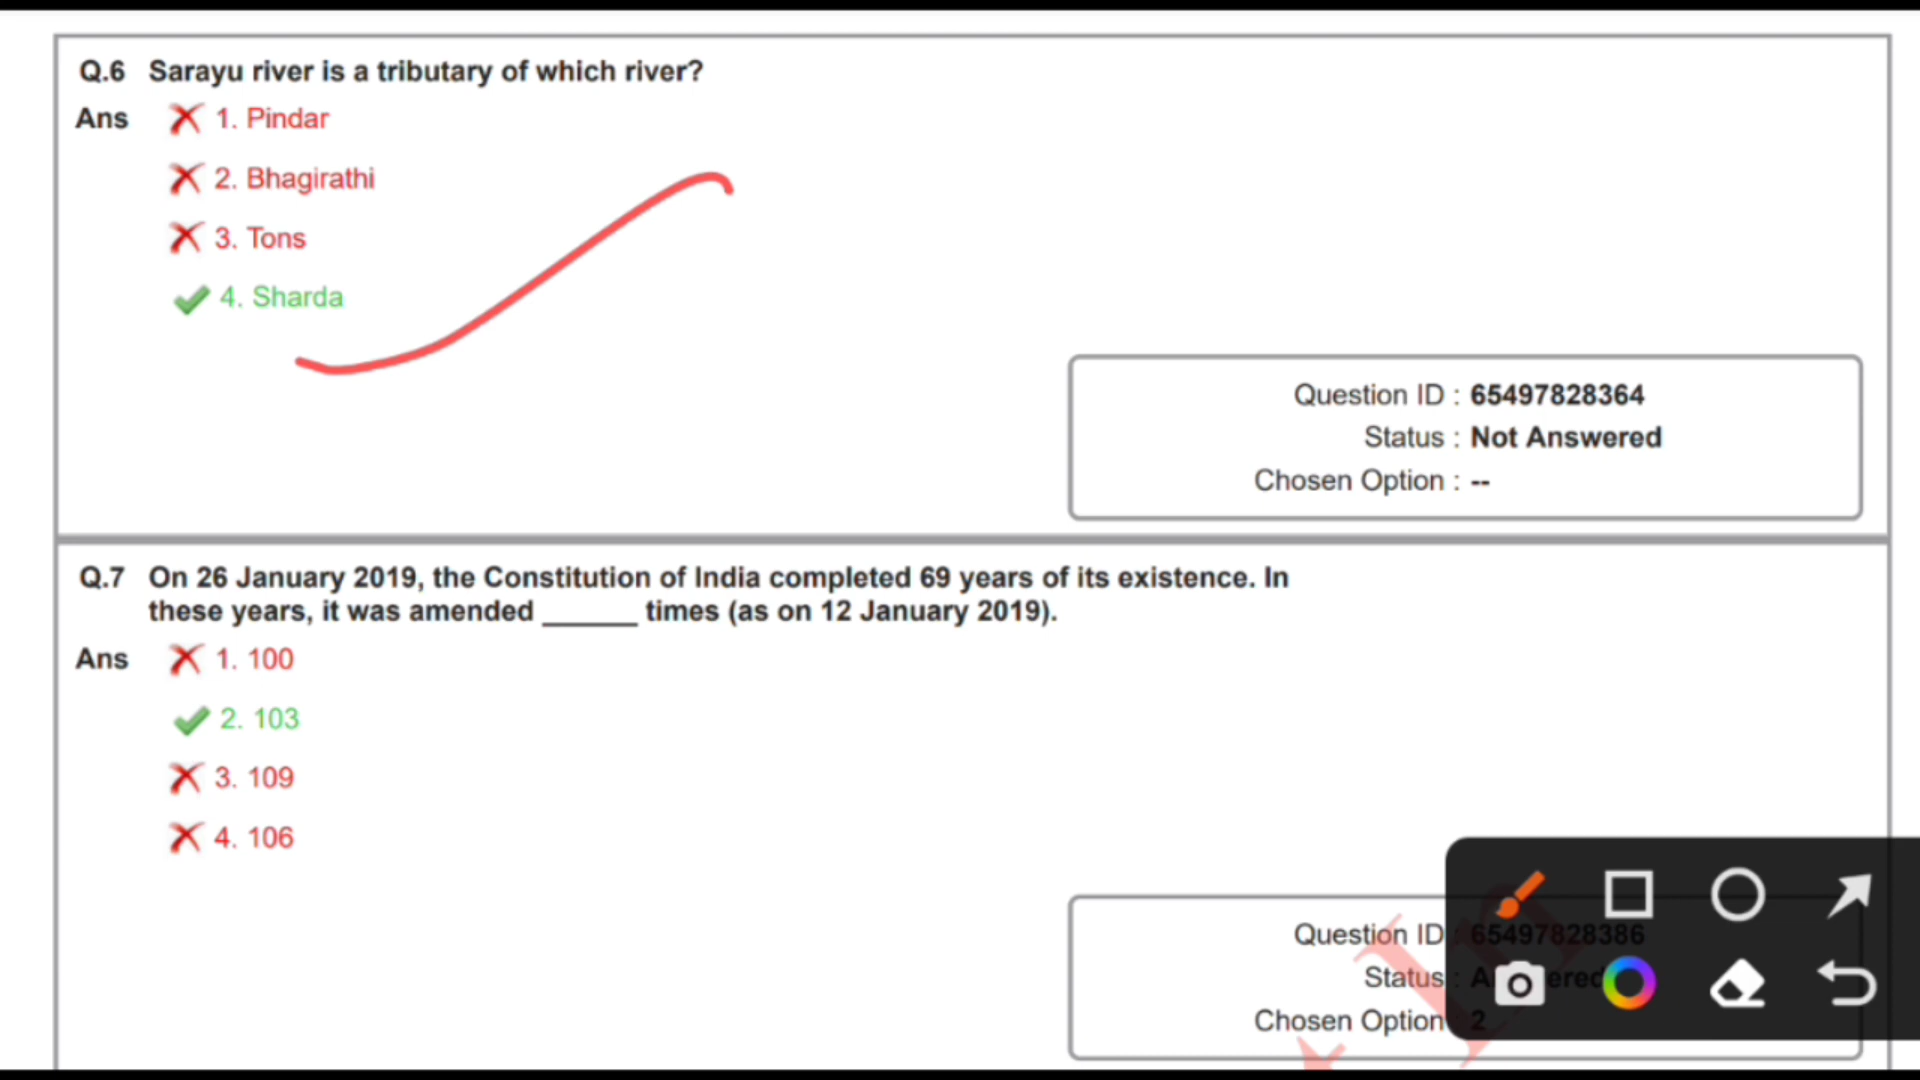 Q.6 Sarayu river is a tributary of which river?
Ans 1. Pindar
2. Bhagirathi
3. Tons
4. Sharda
Question ID : 65497828364
Status : Not Answered
Chosen Option : --
Q.7 On 26 January 2019, the Constitution of India completed 69 years of its existence. In
these years, it was amended ______ times (as on 12 January 2019).
Ans 1. 100
2. 103
3. 109
4. 106
Question ID : 65497828386
Status :
Chosen Option : 2